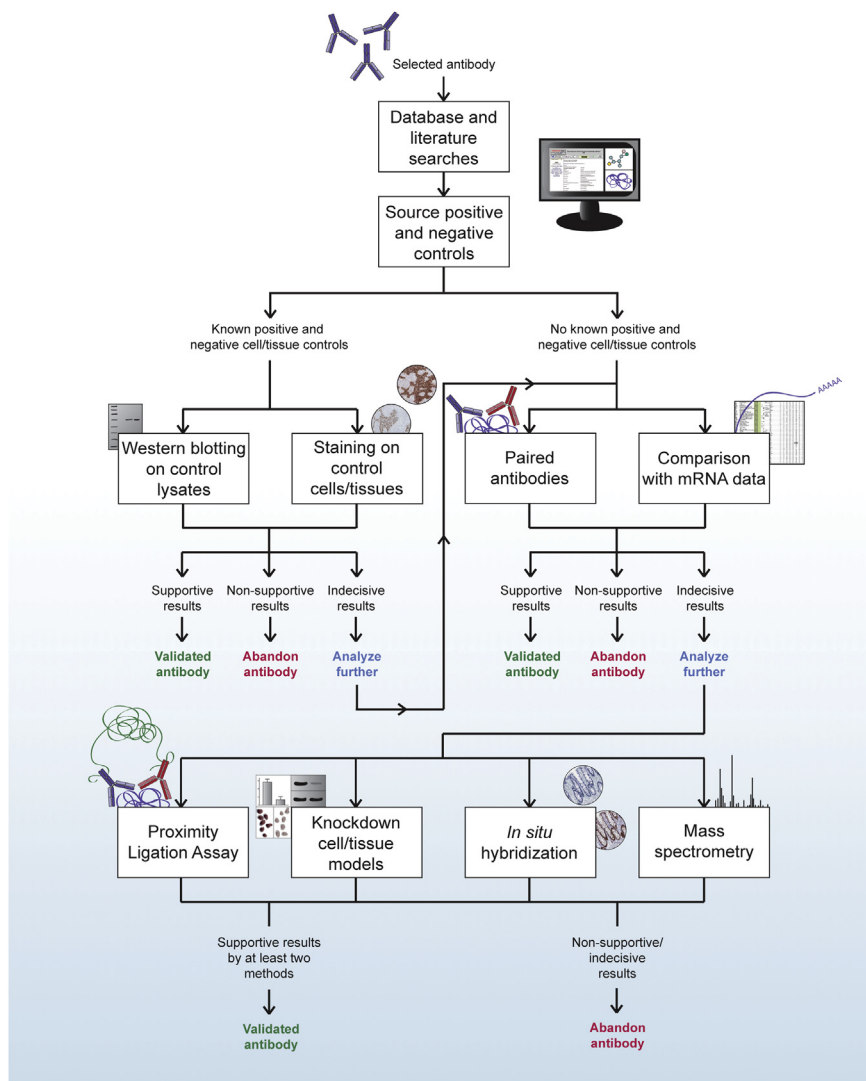 Selected antibody
Database and
literature
searches
Source positive
and negative
controls
Known positive and
negative cell/tissue controls
No known positive and
negative cell/tissue controls
AAAAA
Western blotting
on control
lysates
Staining on
control
cells/tissues
Paired
antibodies
Comparison
with mRNA data
Supportive
results
Non-supportive
results
Indecisive
results
Validated
antibody
Abandon
antibody
Analyze
further
Supportive
results
Non-supportive
results
Indecisive
results
Validated
antibody
Abandon
antibody
Analyze
further
Proximity
Ligation Assay
Knockdown
cell/tissue
models
In situ
hybridization
Mass
spectrometry
Supportive results
by at least two
methods
Non-supportive/
indecisive
results
Validated
antibody
Abandon
antibody